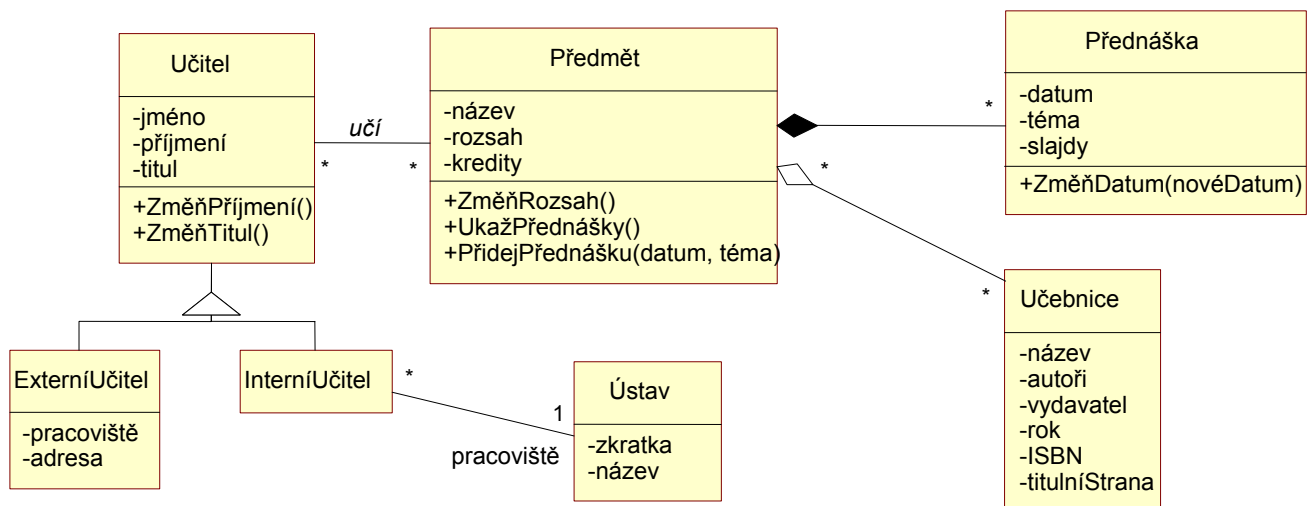 Učitel
-jméno
-příjmení
-titul
+ZměňPříjmení()
+ZměňTitul()
učí
*
*
Předmět
-název
-rozsah
-kredity
+ZměňRozsah()
+UkažPřednášky()
+PřidejPřednášku(datum, téma)
*
Přednáška
-datum
-téma
-slajdy
+ZměňDatum(novéDatum)
*
*
Učebnice
-název
-autoři
-vydavatel
-rok
-ISBN
-titulníStrana
ExterníUčitel
-pracoviště
-adresa
InterníUčitel
*
1
pracoviště
Ústav
-zkratka
-název